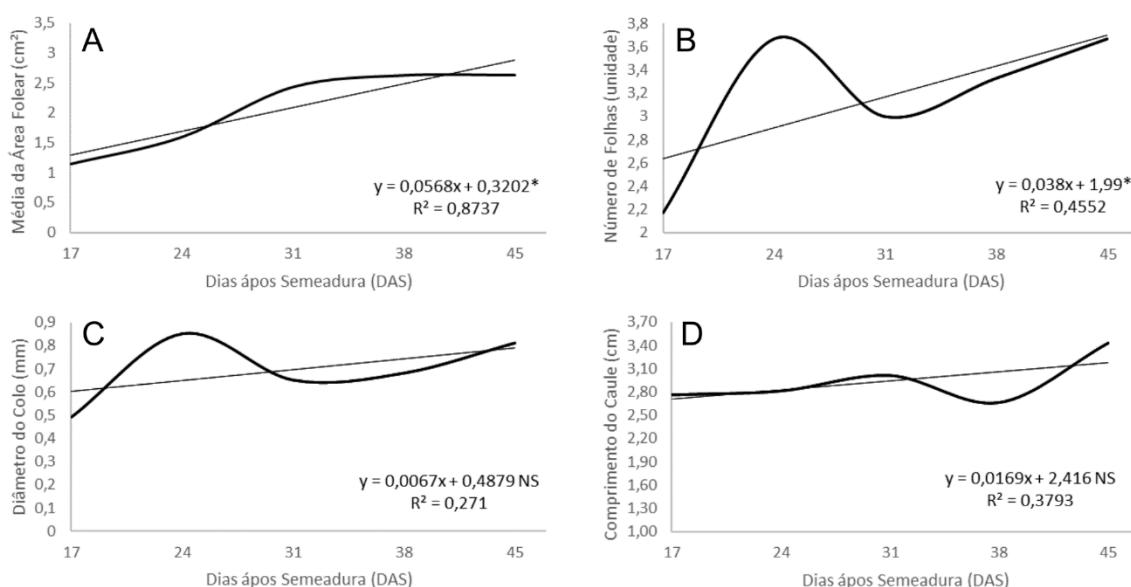 A
Média da Área Folear (cm²)
3,5
3
2,5
2
1,5
1
0,5
0
y = 0,0568x + 0,3202*
R² = 0,8737
17 24 31 38 45
Dias ápos Semeadura (DAS)
B
Número de Folhas (unidade)
3,8
3,6
3,4
3,2
3
2,8
2,6
2,4
2,2
2
y = 0,038x + 1,99*
R² = 0,4552
17 24 31 38 45
Dias ápos Semeadura (DAS)
C
Diâmetro do Colo (mm)
0,9
0,8
0,7
0,6
0,5
0,4
0,3
0,2
0,1
0
y = 0,0067x + 0,4879 NS
R² = 0,271
17 24 31 38 45
Dias ápos Semeadura (DAS)
D
Comprimento do Caule (cm)
3,70
3,40
3,10
2,80
2,50
2,20
1,90
1,60
1,30
1,00
y = 0,0169x + 2,416 NS
R² = 0,3793
17 24 31 38 45
Dias ápos Semeadura (DAS)